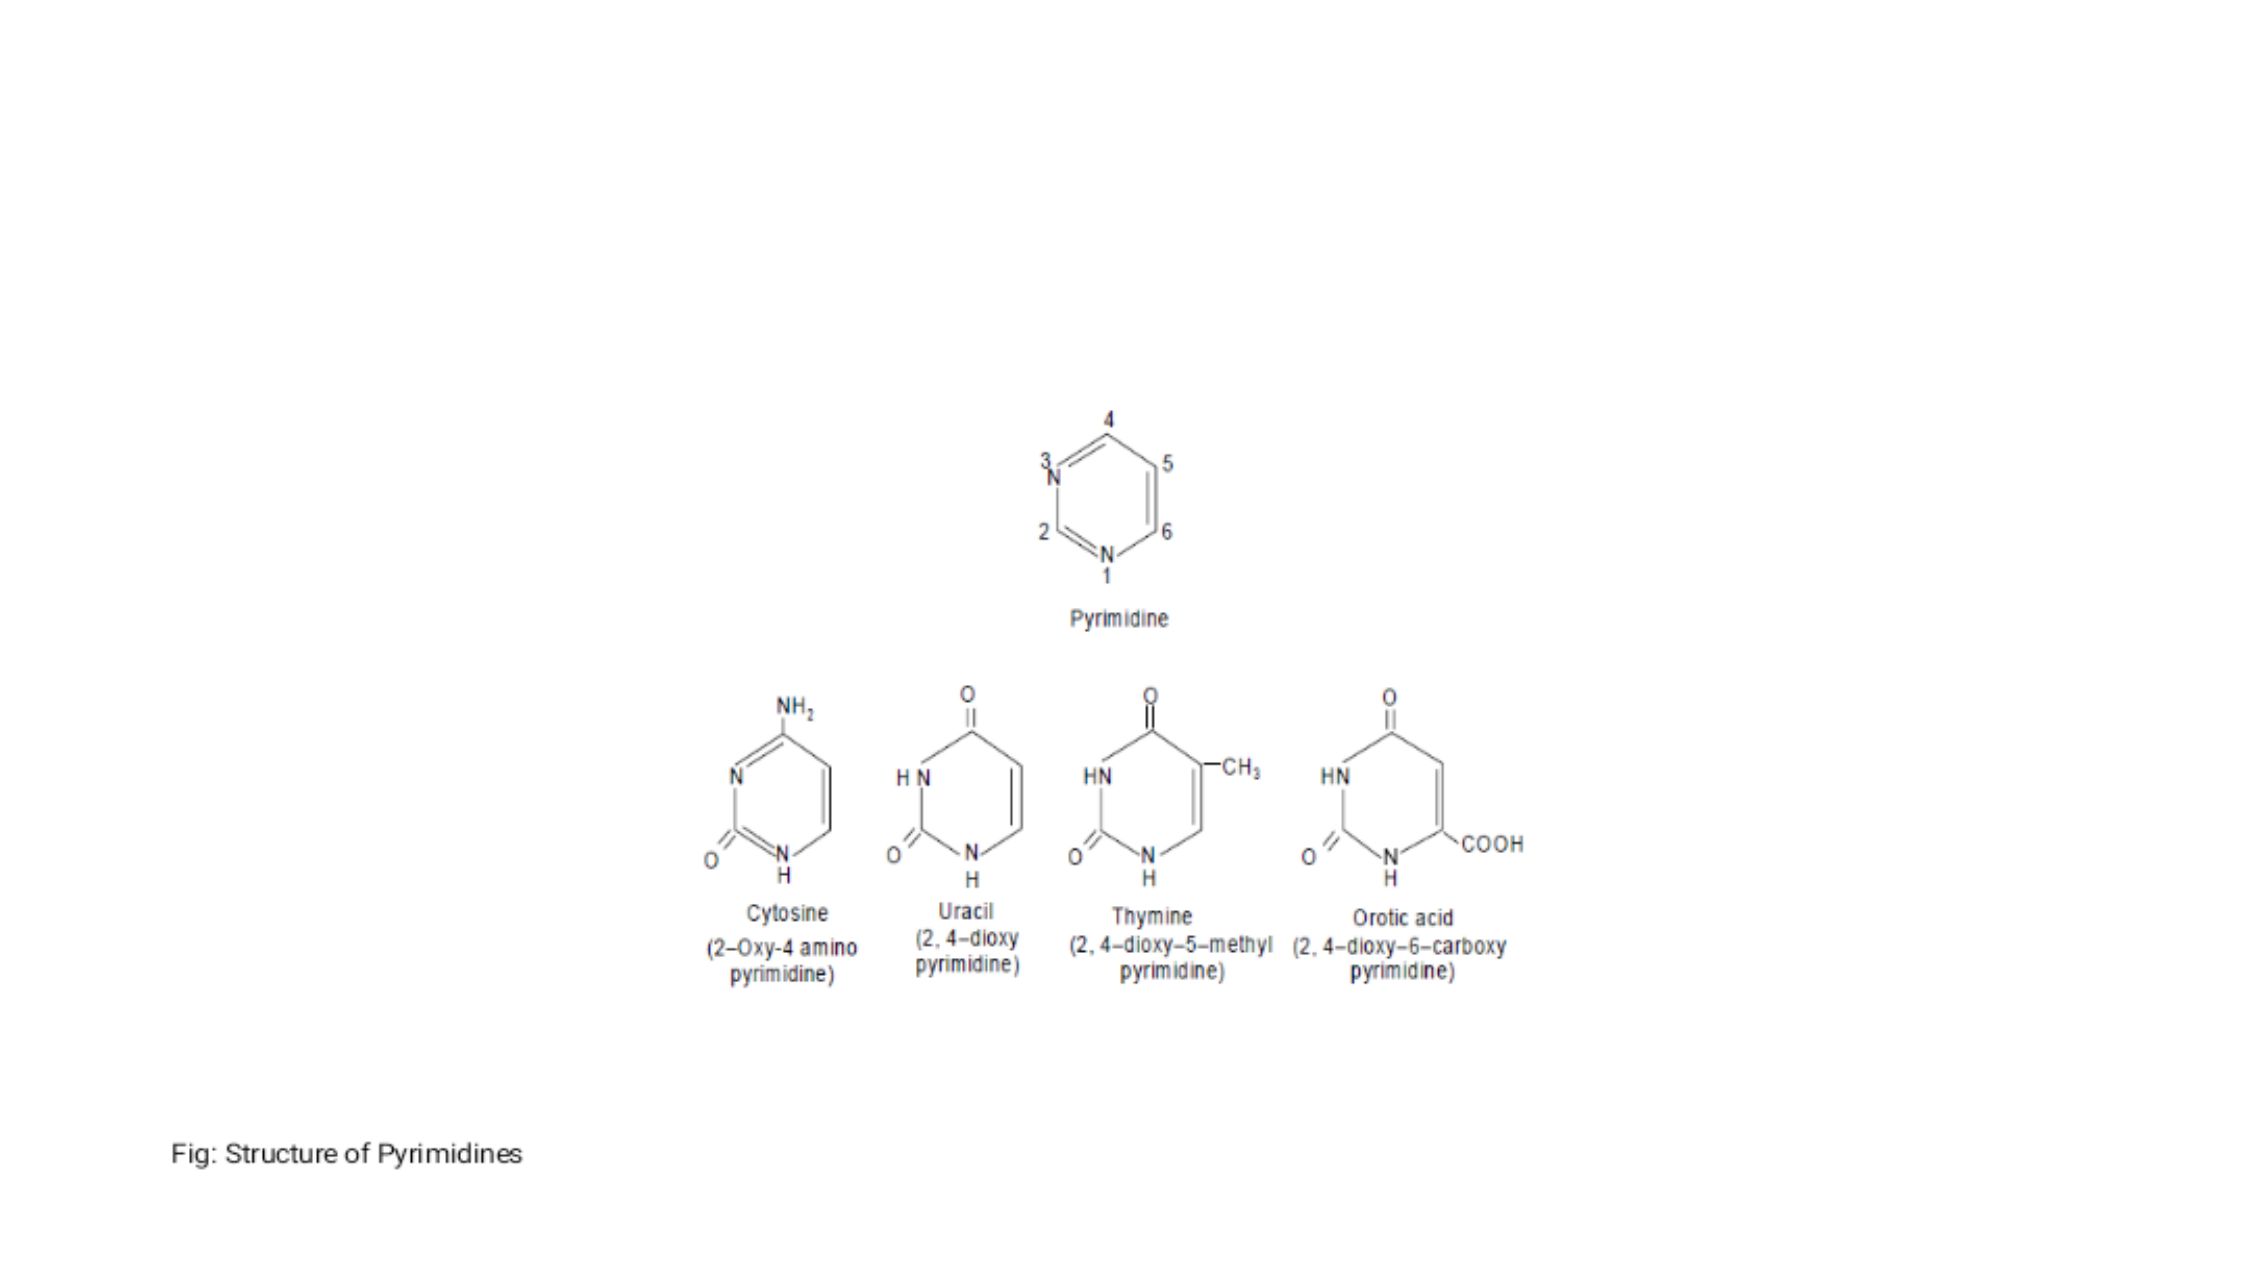 4
3
N
5
2
6
N
1
Pyrimidine
NH₂
N
O
N
H
Cytosine
(2–Oxy-4 amino
pyrimidine)
O
H N
O
N
H
Uracil
(2, 4–dioxy
pyrimidine)
O
HN
CH₃
O
N
H
Thymine
(2, 4–dioxy–5–methyl
pyrimidine)
O
HN
O
N
H
COOH
Orotic acid
(2, 4–dioxy–6–carboxy
pyrimidine)
Fig: Structure of Pyrimidines